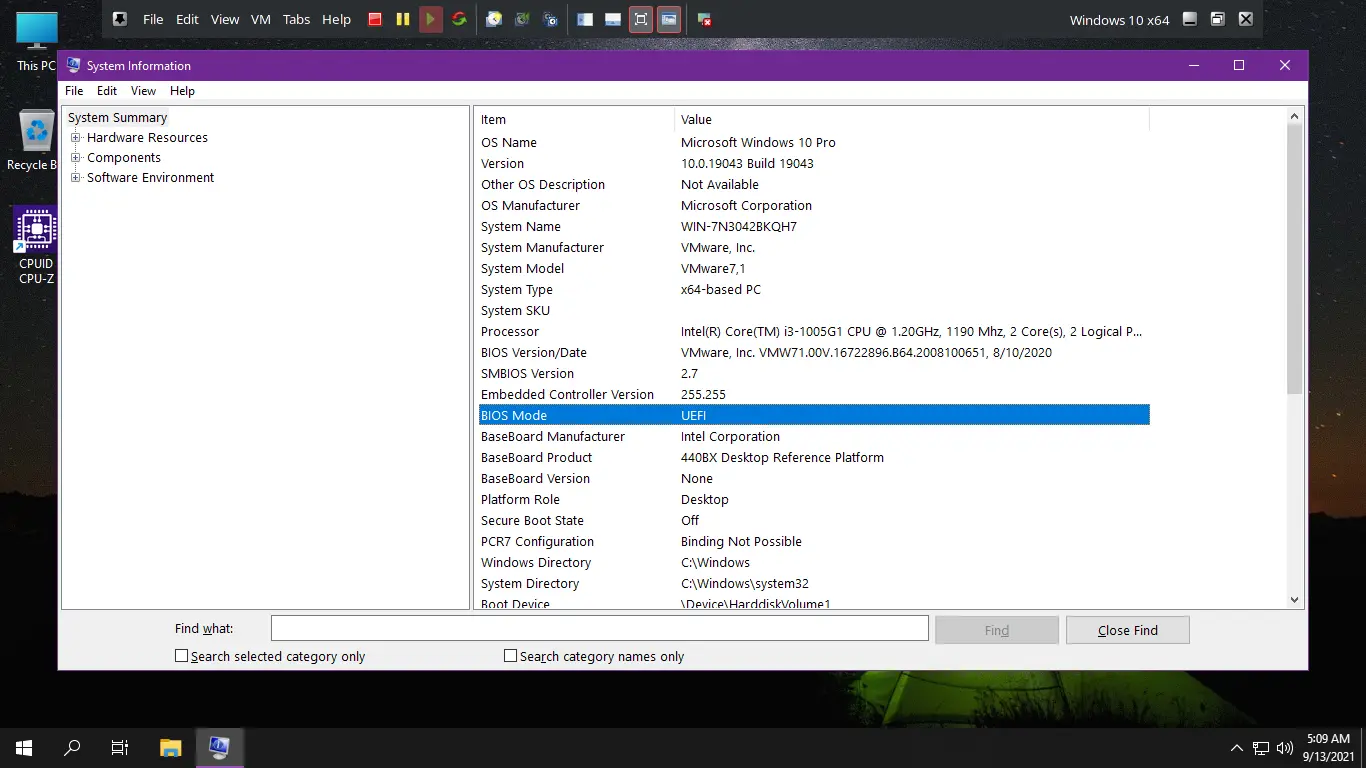 File Edit View VM Tabs Help
Windows 10 x64
This PC
Recycle B
CPUID
CPU-Z
System Information
File Edit View Help
System Summary
Hardware Resources
Components
Software Environment
Item Value
OS Name Microsoft Windows 10 Pro
Version 10.0.19043 Build 19043
Other OS Description Not Available
OS Manufacturer Microsoft Corporation
System Name WIN-7N3042BKQH7
System Manufacturer VMware, Inc.
System Model VMware7,1
System Type x64-based PC
System SKU
Processor Intel(R) Core(TM) i3-1005G1 CPU @ 1.20GHz, 1190 Mhz, 2 Core(s), 2 Logical P...
BIOS Version/Date VMware, Inc. VMW71.00V.16722896.B64.2008100651, 8/10/2020
SMBIOS Version 2.7
Embedded Controller Version 255.255
BIOS Mode UEFI
BaseBoard Manufacturer Intel Corporation
BaseBoard Product 440BX Desktop Reference Platform
BaseBoard Version None
Platform Role Desktop
Secure Boot State Off
PCR7 Configuration Binding Not Possible
Windows Directory C:\Windows
System Directory C:\Windows\system32
Boot Device \Device\HarddiskVolume1
Find what:
Find
Close Find
Search selected category only
Search category names only
5:09 AM
9/13/2021